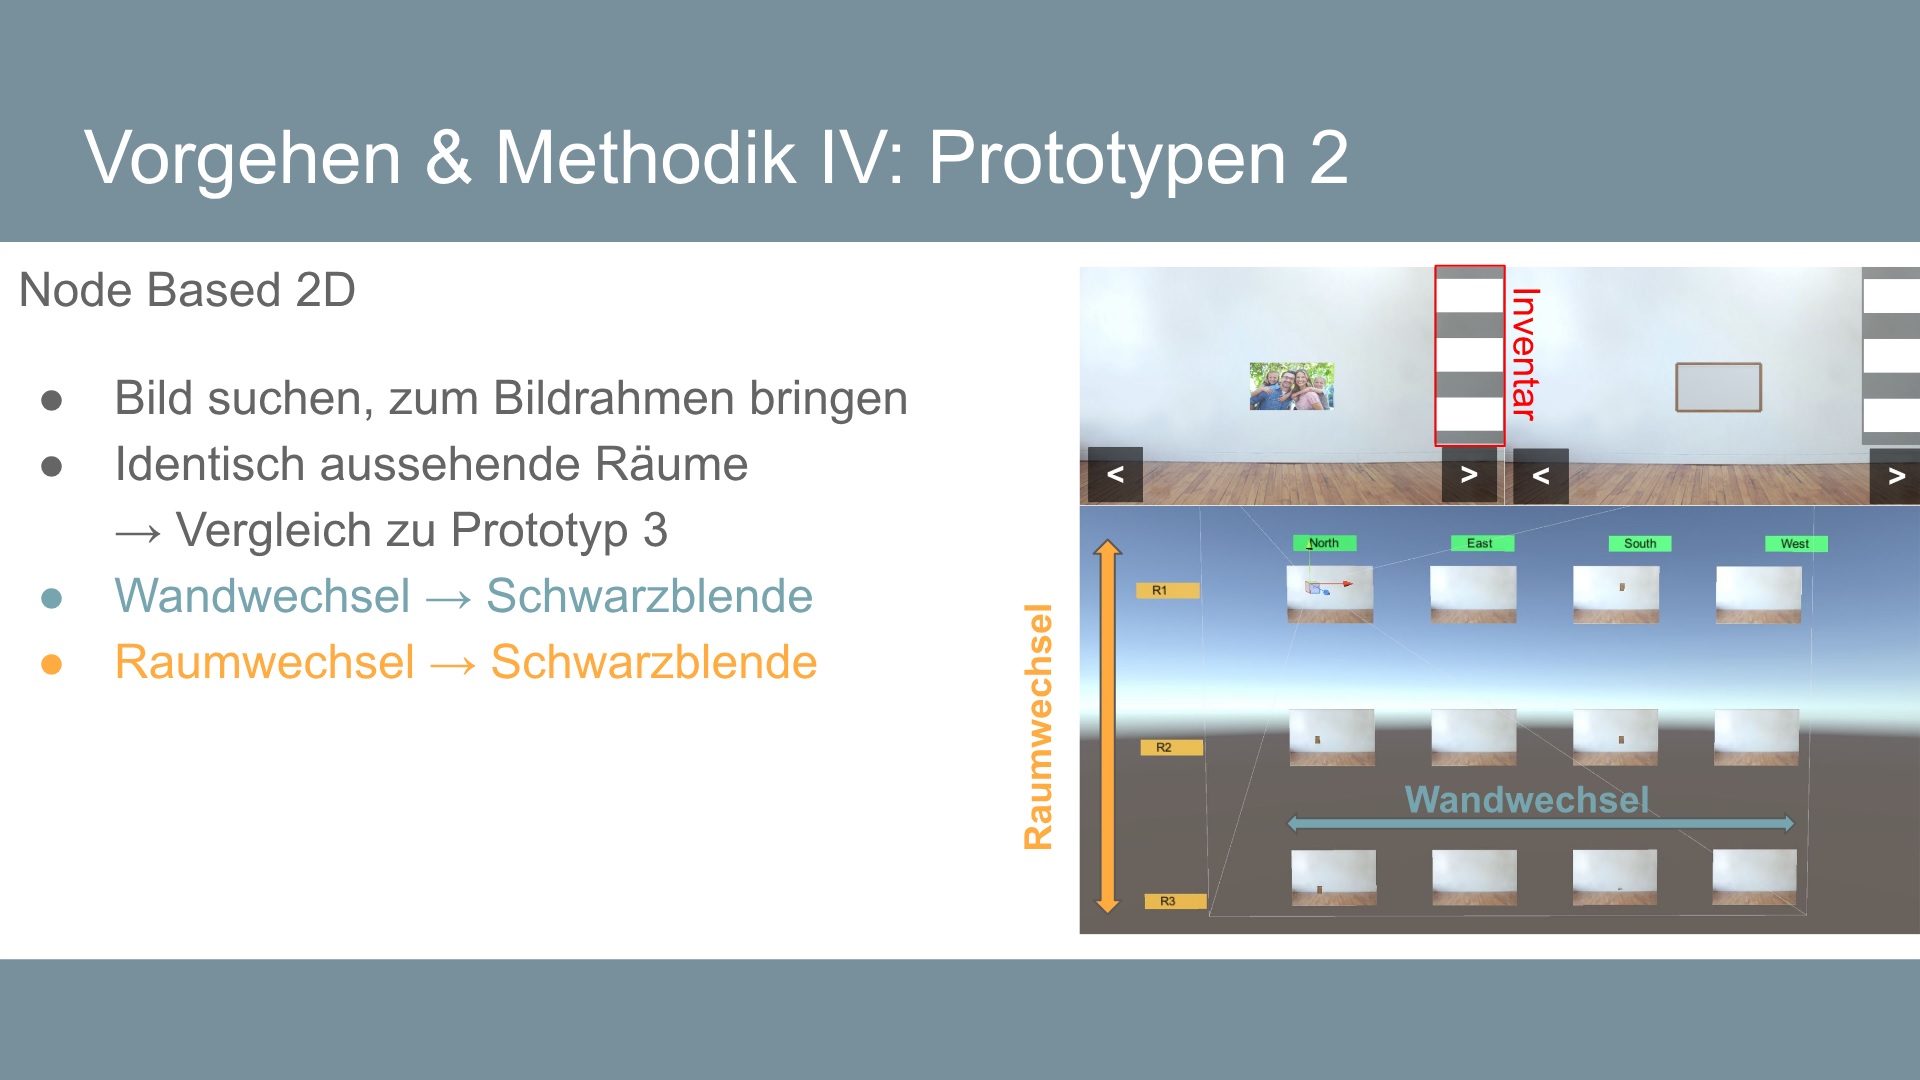 Vorgehen & Methodik IV: Prototypen 2
Node Based 2D
● Bild suchen, zum Bildrahmen bringen
● Identisch aussehende Räume
→ Vergleich zu Prototyp 3
● Wandwechsel → Schwarzblende
● Raumwechsel → Schwarzblende
Inventar
< > < >
North East South West
R1
R2
R3
Raumwechsel
Wandwechsel